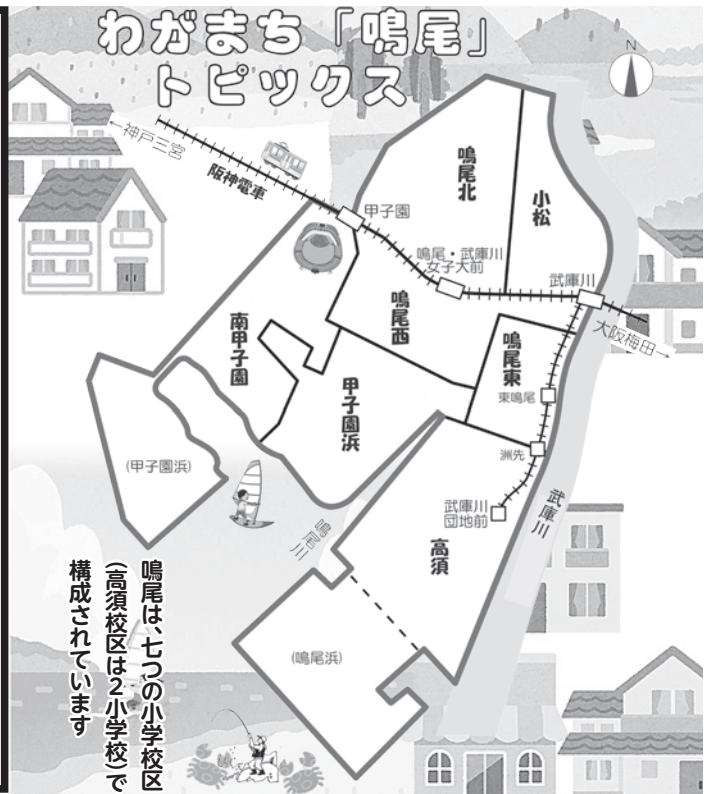 わがまち「鳴尾」
トピックス
N
←神戸三宮
阪神電車
甲子園
鳴尾北
小松
鳴尾・武庫川
女子大前
武庫川
大阪梅田→
鳴尾西
鳴尾東
南甲子園
東鳴尾
甲子園浜
洲先
(甲子園浜)
武庫川
団地前
武庫川
鳴尾川
高須
(鳴尾浜)
鳴尾は、七つの小学校区
(高須校区は2小学校)で
構成されています